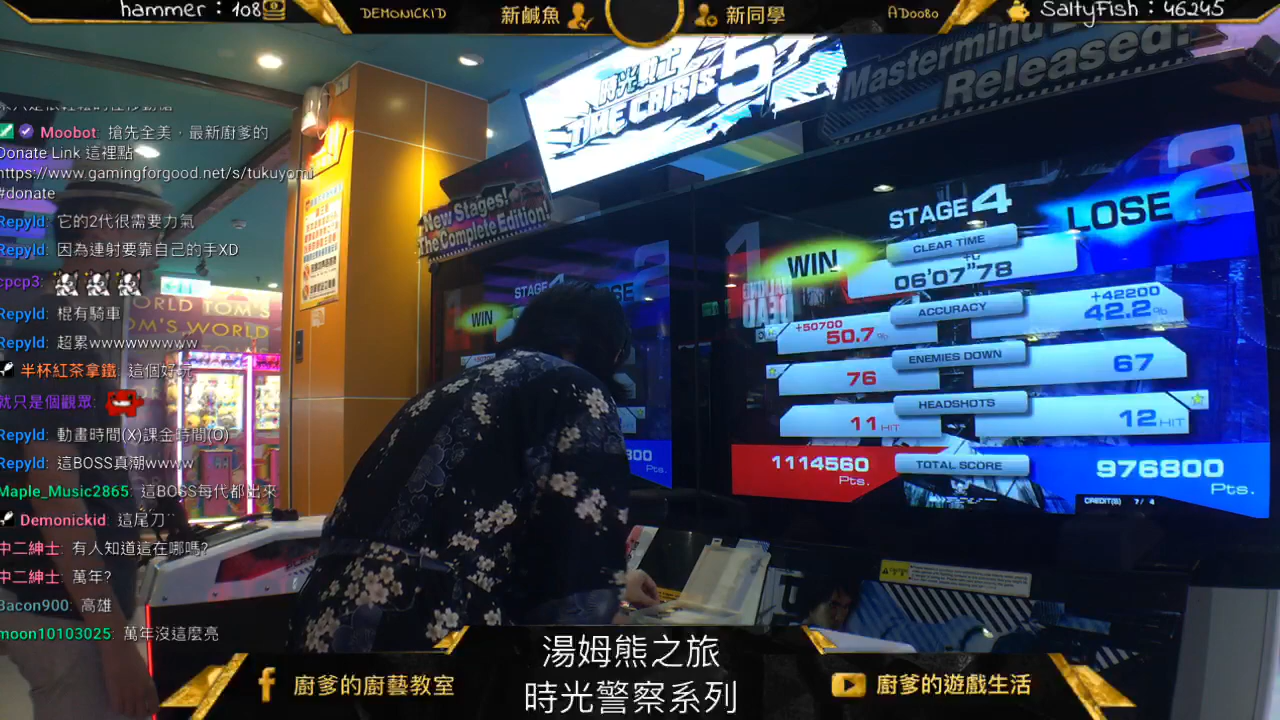 hammer : 108
DEMONICKID
新鹹魚
新同學
AD0080
SaltyFish : 46245
Moobot: 搶先全美，最新廚爹的
Donate Link 這裡點
https://www.gamingforgood.net/s/tukuyomi
#donate
Repyld: 它的2代很需要力氣
Repyld: 因為連射要靠自己的手XD
cpcp3:
Repyld: 棍有騎車
Repyld: 超累wwwwwwwwww
半杯紅茶拿鐵: 這個好玩
就只是個觀眾:
Repyld: 動畫時間(X)課金時間(O)
Repyld: 這BOSS真潮wwww
Maple_Music2865: 這BOSS每代都出來
Demonickid: 這尾刀¨
中二紳士: 有人知道這在哪嗎?
中二紳士: 萬年?
Bacon900: 高雄
moon10103025: 萬年沒這麼亮
TIME CRISIS 5
Mastermind
Released!
New Stages!
The Complete Edition!
WORLD TOM'S
TOM'S WORLD
STAGE 4
WIN
LOSE
1
2
CLEAR TIME
06'07"78
ACCURACY
+50700
50.7%
+42200
42.2%
ENEMIES DOWN
76
67
HEADSHOTS
11 HIT
12 HIT
TOTAL SCORE
1114560
Pts.
976800
Pts.
CREDIT(S) 7 / 4
WIN
湯姆熊之旅
時光警察系列
廚爹的廚藝教室
廚爹的遊戲生活